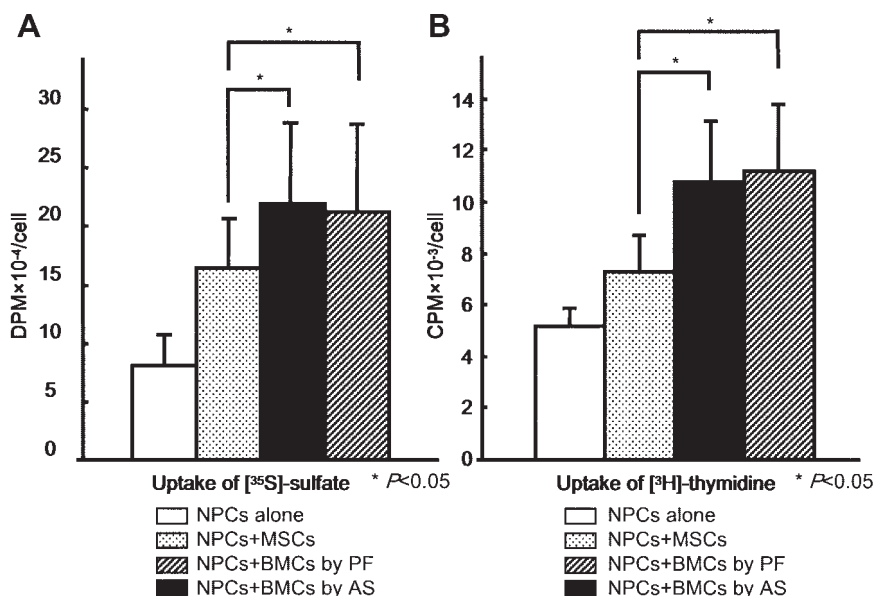 A
*
*
30
25
20
15
10
5
0
DPM×10⁻⁴/cell
Uptake of [³⁵S]-sulfate * P<0.05
NPCs alone
NPCs+MSCs
NPCs+BMCs by PF
NPCs+BMCs by AS
B
*
*
14
12
10
8
6
4
2
0
CPM×10⁻³/cell
Uptake of [³H]-thymidine * P<0.05
NPCs alone
NPCs+MSCs
NPCs+BMCs by PF
NPCs+BMCs by AS